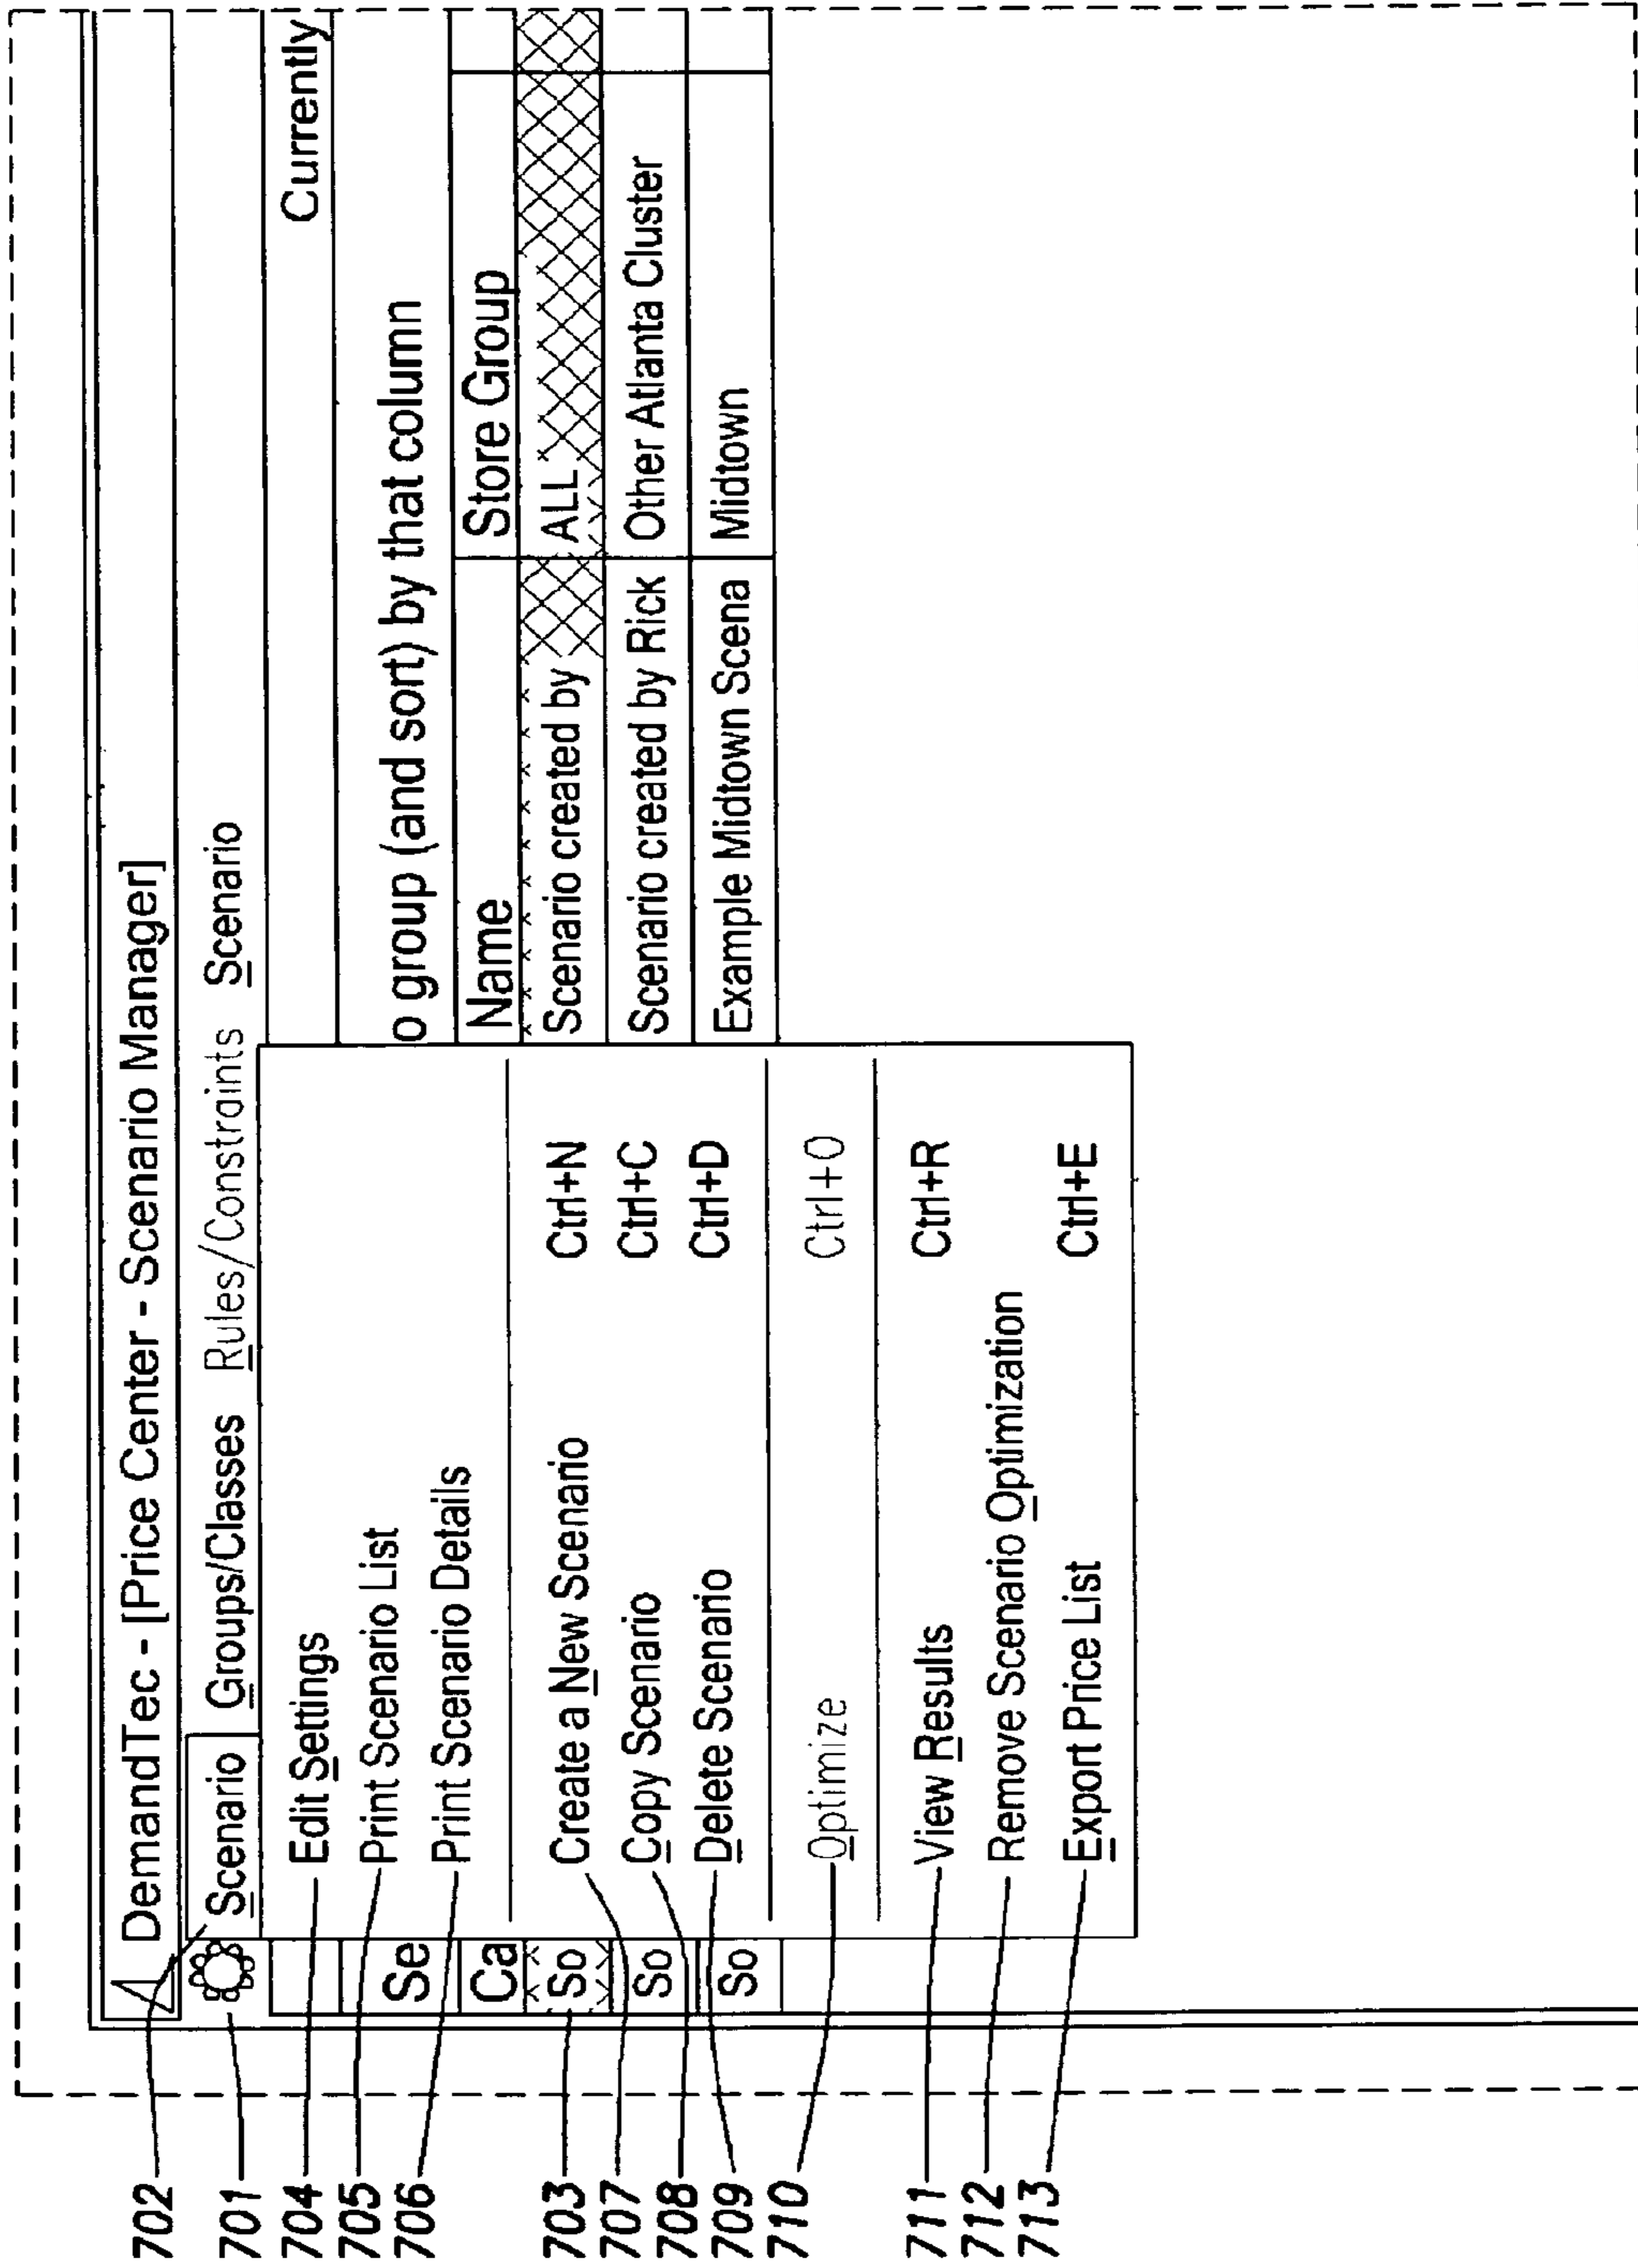 DemandTec - [Price Center - Scenario Manager]
Scenario Groups/Classes Rules/Constraints Scenario
Currently
Edit Settings
Print Scenario List
Print Scenario Details
Create a New Scenario Ctrl+N
Copy Scenario Ctrl+C
Delete Scenario Ctrl+D
Optimize Ctrl+O
View Results Ctrl+R
Remove Scenario Optimization
Export Price List Ctrl+E
Se
o group (and sort) by that column
Ca Name Store Group
So Scenario created by ALL
So Scenario created by Rick Other Atlanta Cluster
So Example Midtown Scena Midtown
702
701
704
705
706
703
707
708
709
710
711
712
713